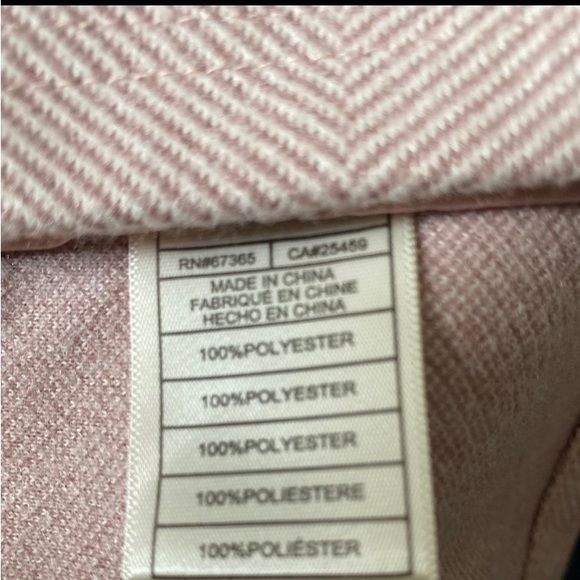 RN#67365 CA#25459
MADE IN CHINA
FABRIQUÉ EN CHINE
HECHO EN CHINA
100%POLYESTER
100%POLYESTER
100%POLYESTER
100%POLIESTERE
100%POLIÉSTER